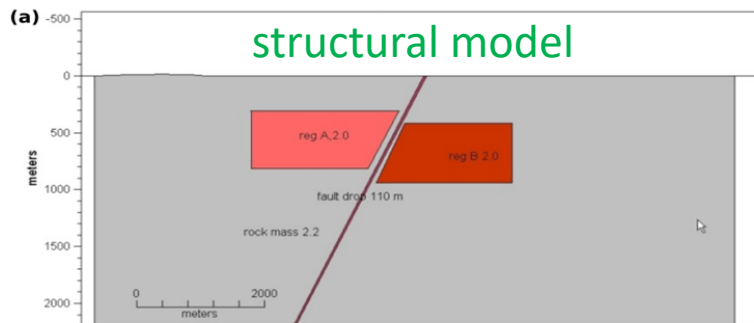 (a)
structural model
-500
0
500
1000
1500
2000
meters
reg A,2.0
reg B 2.0
fault drop 110 m
rock mass 2.2
0 2000
meters